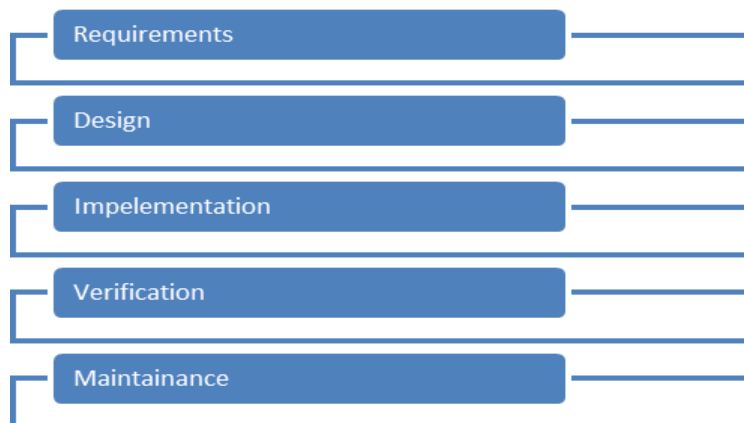 Requirements
Design
Impelementation
Verification
Maintainance